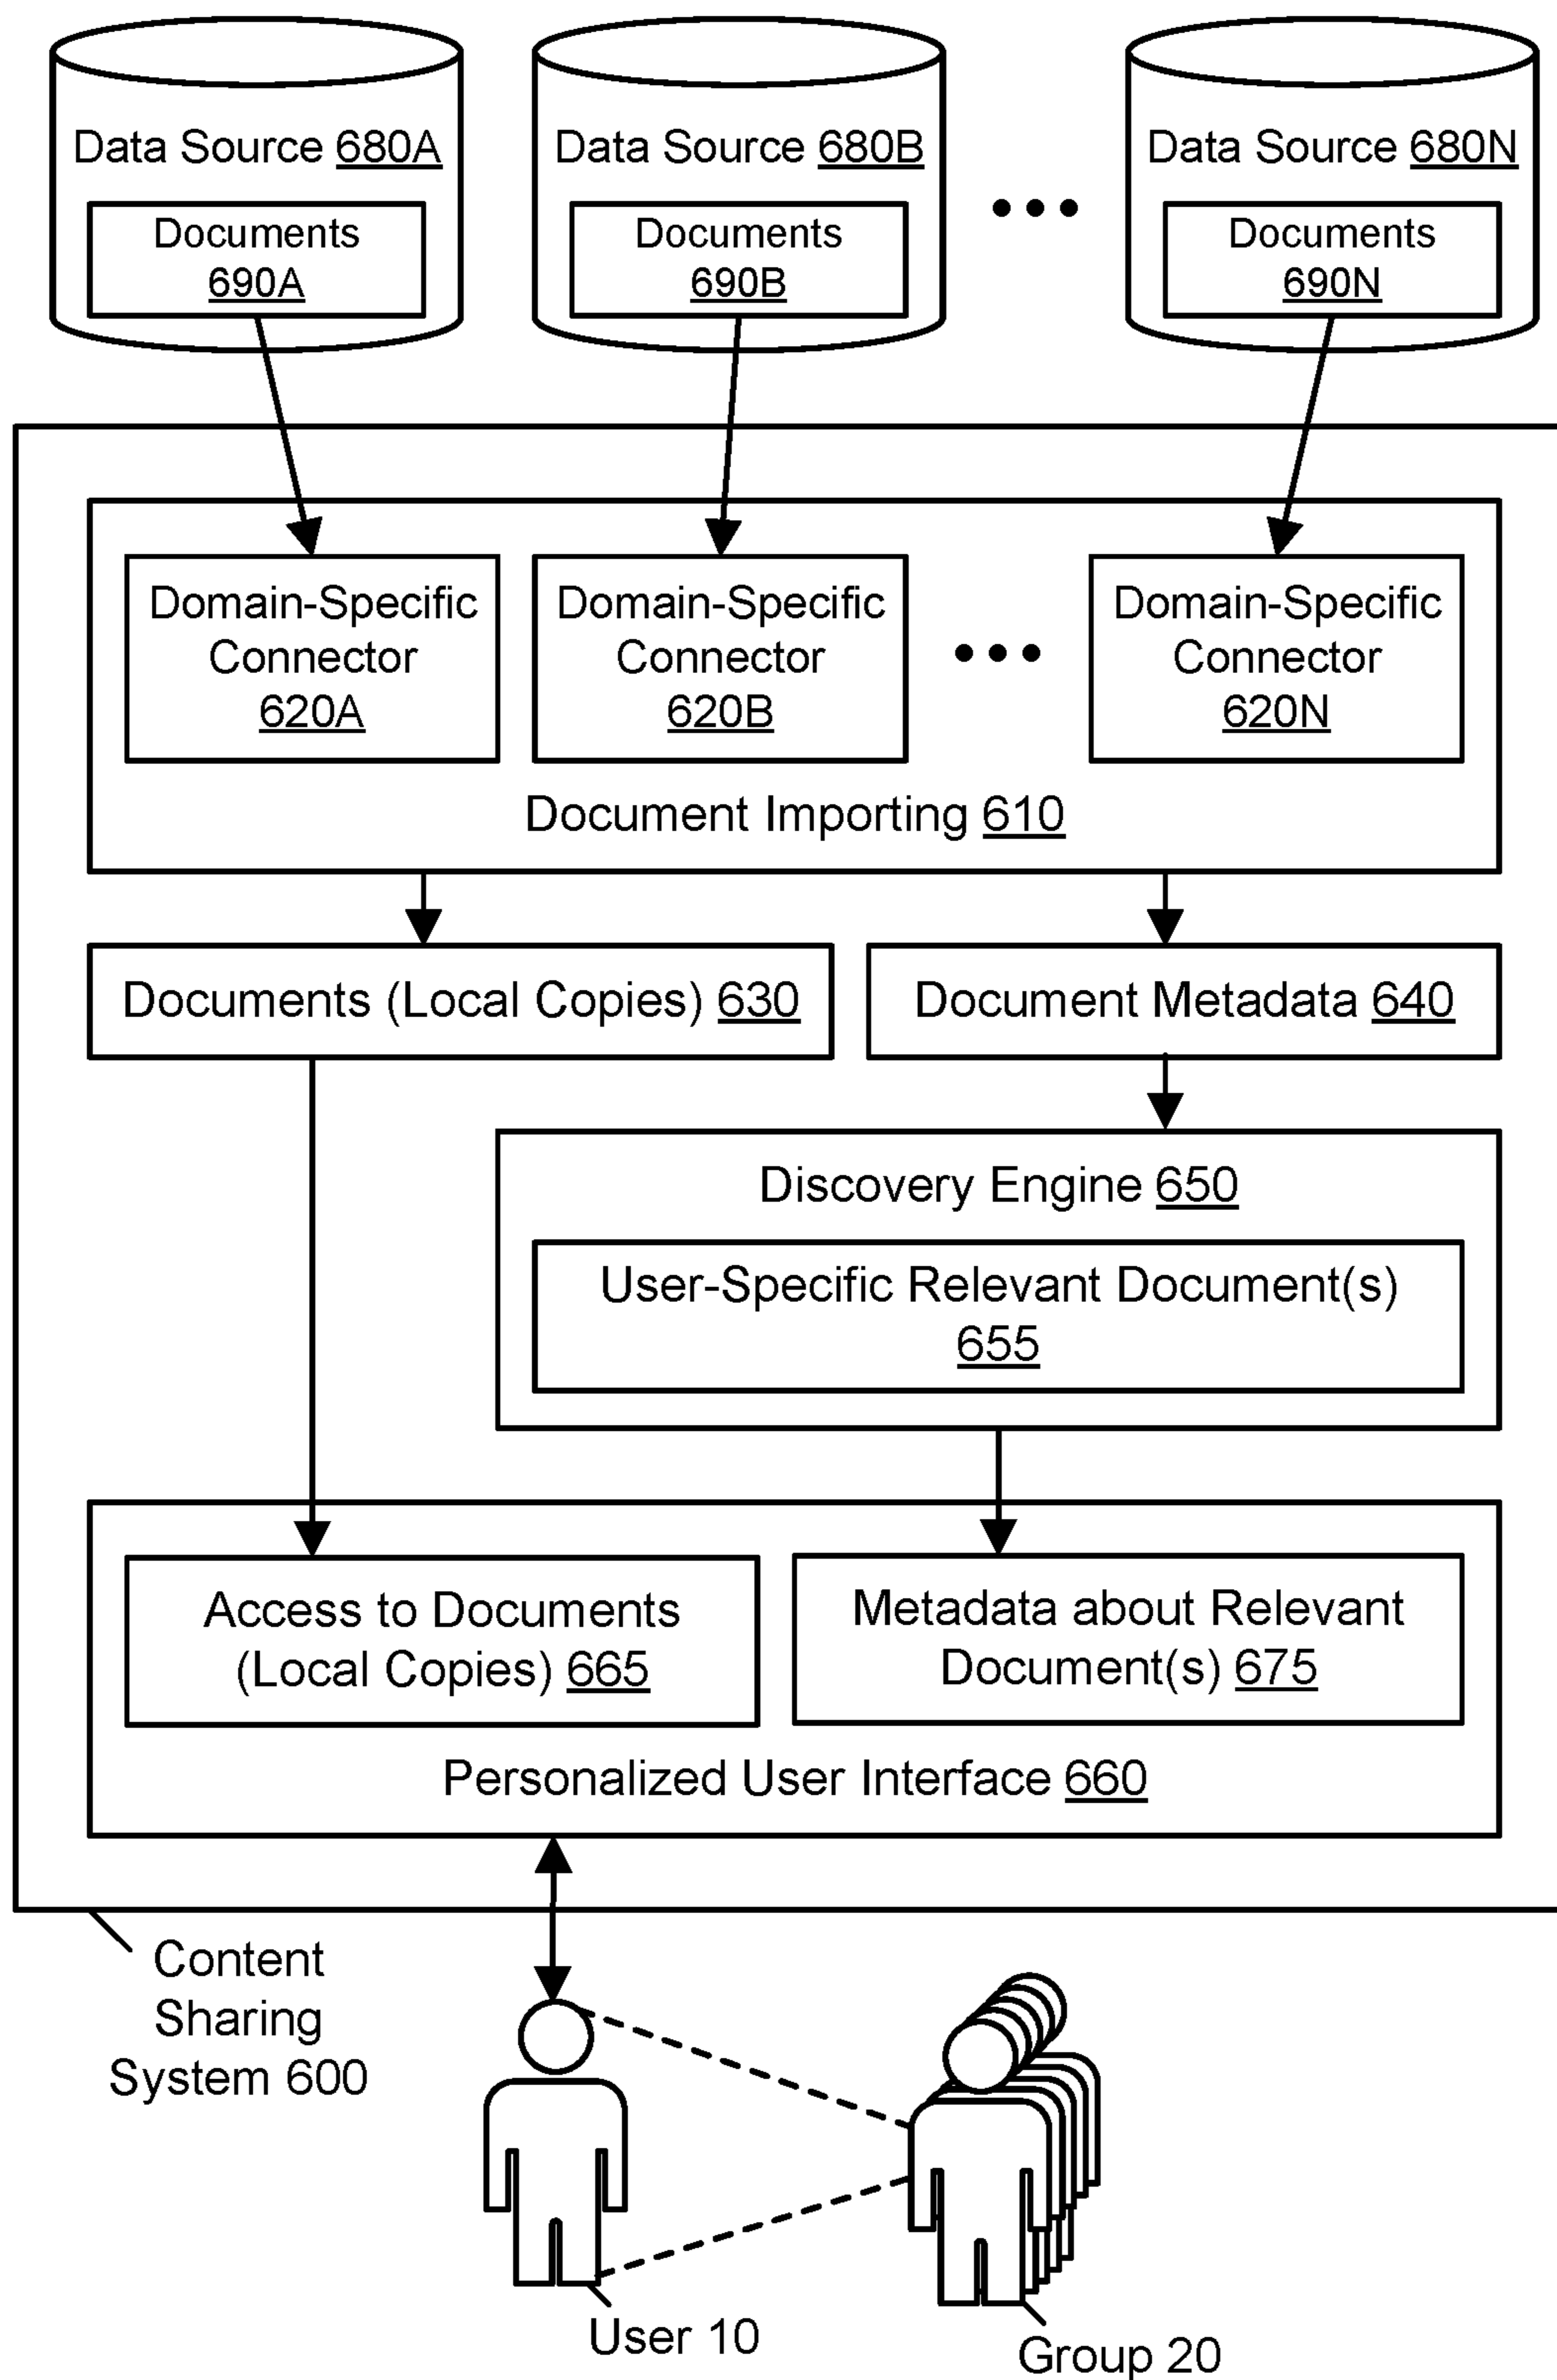 Data Source 680A
Documents
690A
Data Source 680B
Documents
690B
Data Source 680N
Documents
690N
Domain-Specific
Connector
620A
Domain-Specific
Connector
620B
Domain-Specific
Connector
620N
Document Importing 610
Documents (Local Copies) 630
Document Metadata 640
Discovery Engine 650
User-Specific Relevant Document(s)
655
Access to Documents
(Local Copies) 665
Metadata about Relevant
Document(s) 675
Personalized User Interface 660
Content
Sharing
System 600
User 10
Group 20